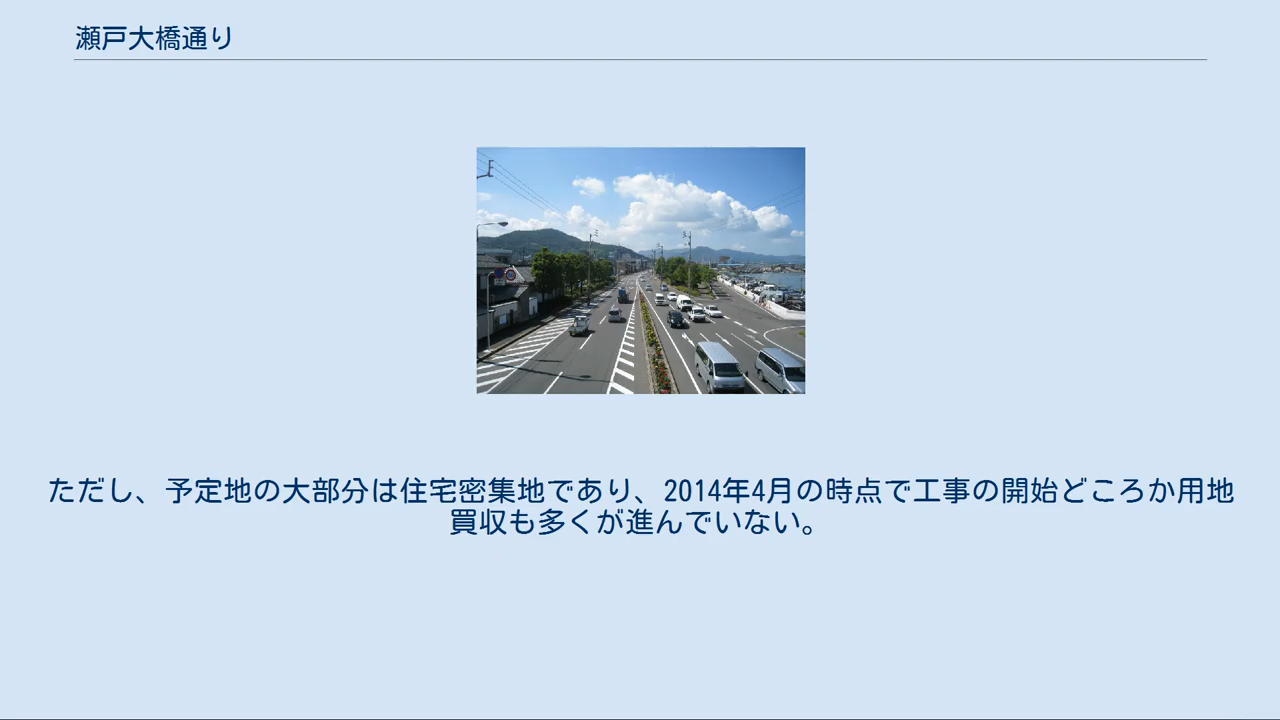 瀬戸大橋通り
ただし、予定地の大部分は住宅密集地であり、2014年4月の時点で工事の開始どころか用地
買収も多くが進んでいない。